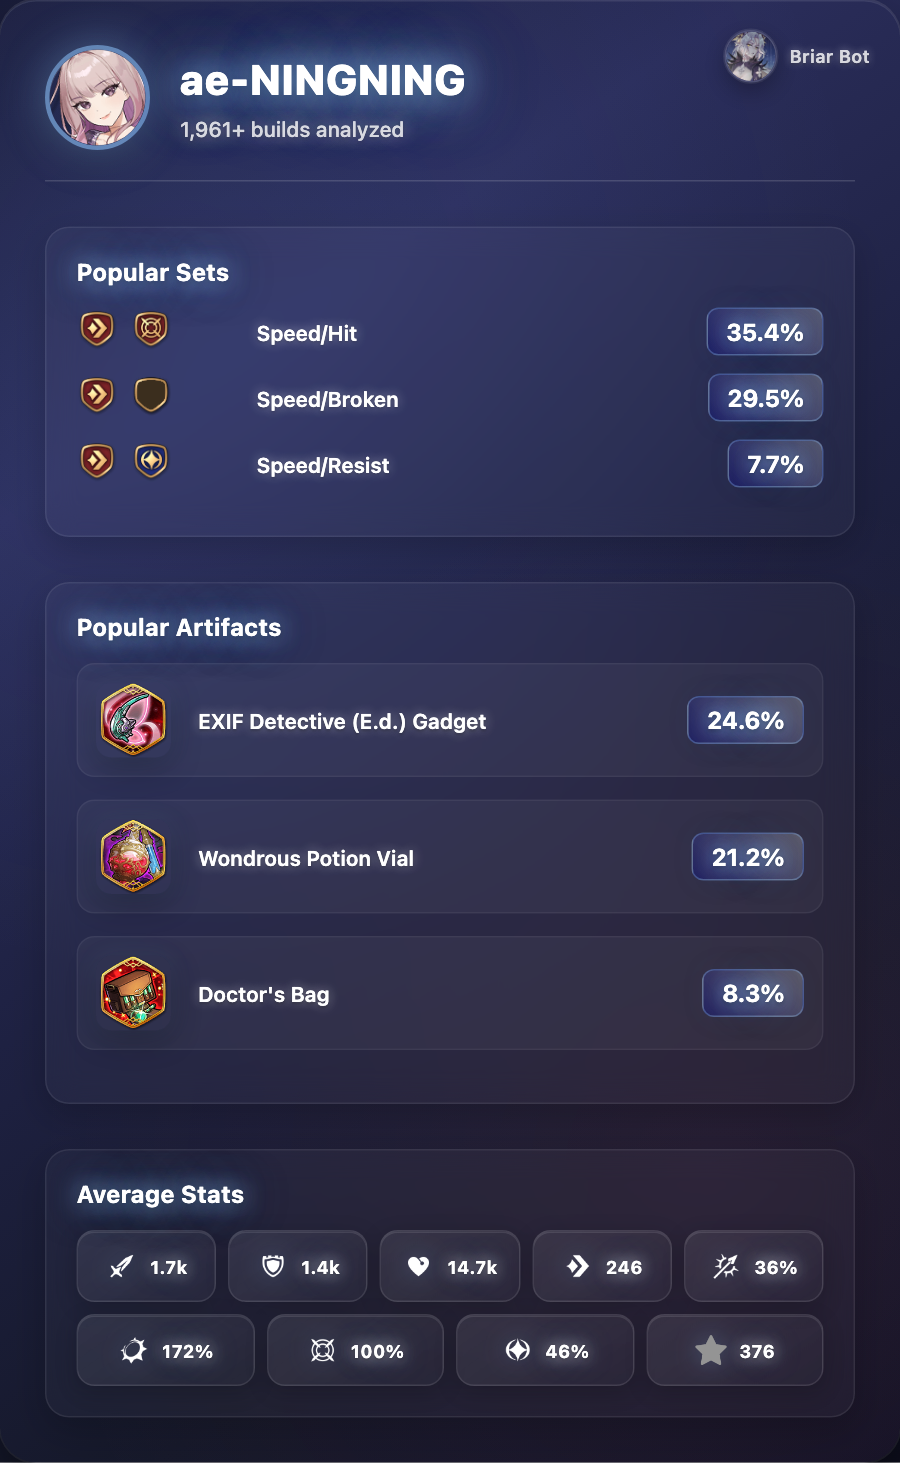 ae-NINGNING
1,961+ builds analyzed
Briar Bot
Popular Sets
Speed/Hit 35.4%
Speed/Broken 29.5%
Speed/Resist 7.7%
Popular Artifacts
EXIF Detective (E.d.) Gadget 24.6%
Wondrous Potion Vial 21.2%
Doctor's Bag 8.3%
Average Stats
1.7k 1.4k 14.7k 246 36%
172% 100% 46% 376